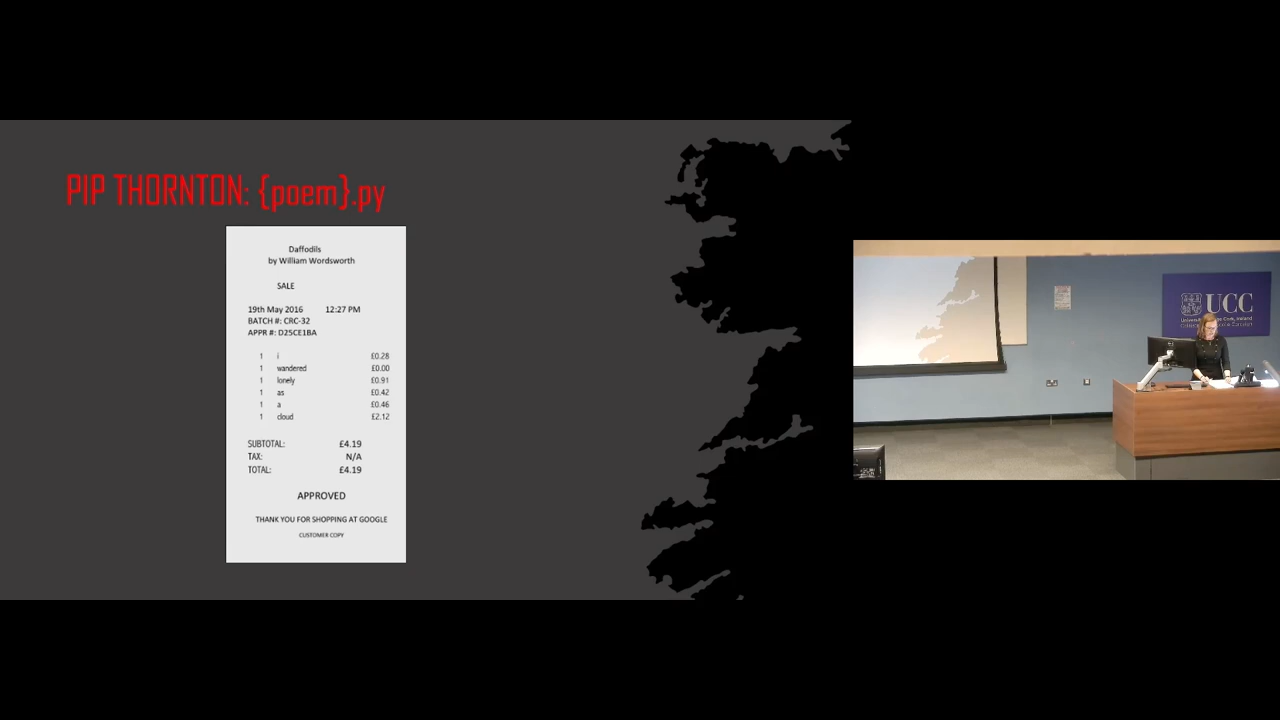 PIP THORNTON: {poem}.py
Daffodils
by William Wordsworth
SALE
19th May 2016 12:27 PM
BATCH #: CRC-32
APPR #: D25CE1BA
1 i £0.28
1 wandered £0.00
1 lonely £0.91
1 as £0.42
1 a £0.46
1 cloud £2.12
SUBTOTAL: £4.19
TAX: N/A
TOTAL: £4.19
APPROVED
THANK YOU FOR SHOPPING AT GOOGLE
CUSTOMER COPY
UCC